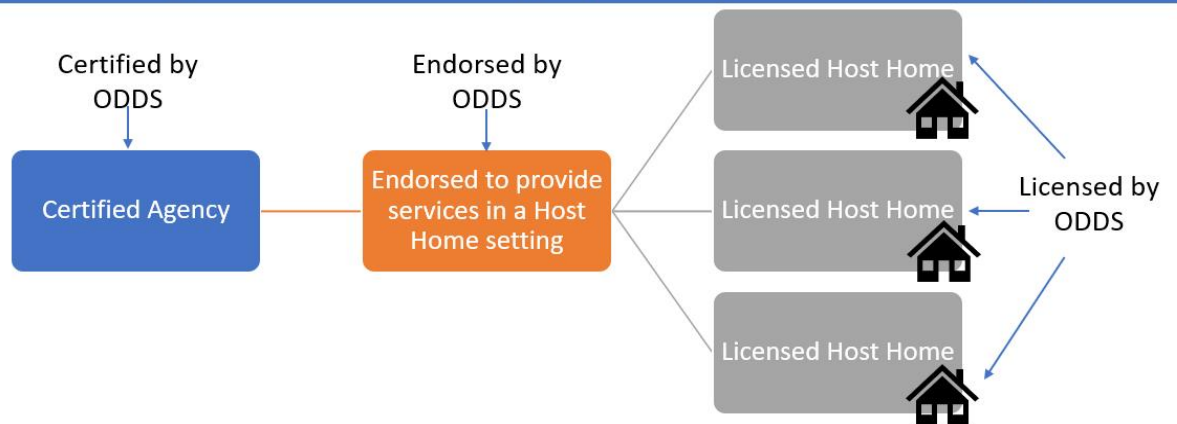 Certified by
ODDS
Certified Agency
Endorsed by
ODDS
Endorsed to provide
services in a Host
Home setting
Licensed Host Home
Licensed Host Home
Licensed Host Home
Licensed by
ODDS